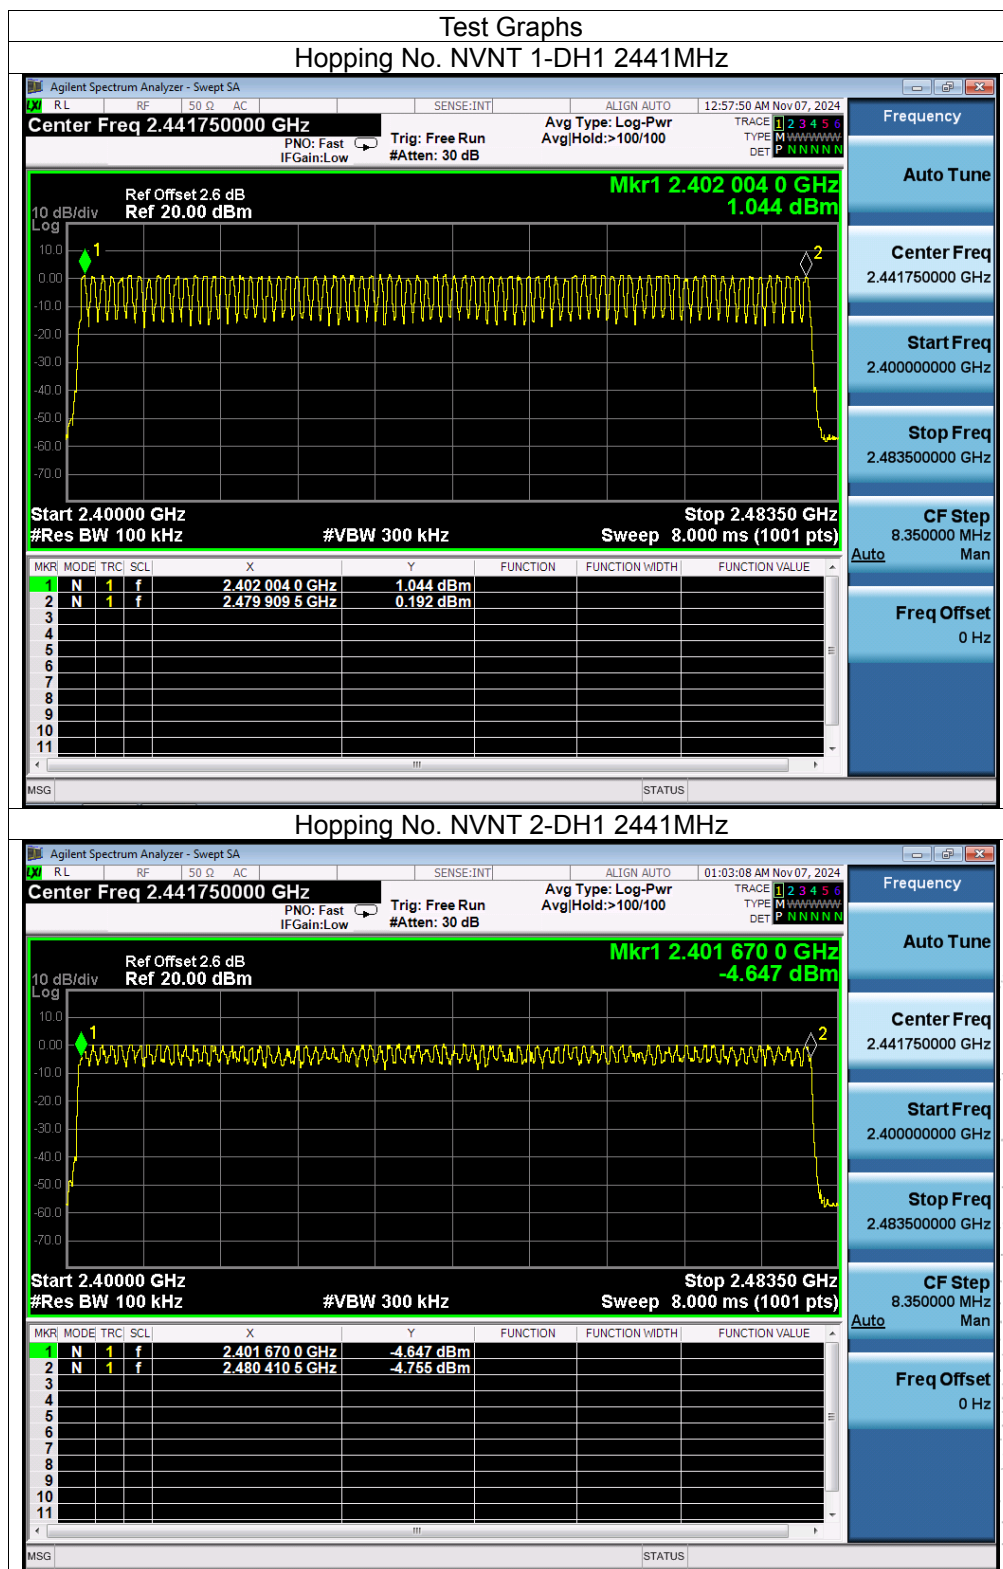 Test Graphs
Hopping No. NVNT 1-DH1 2441MHz
Agilent Spectrum Analyzer - Swept SA
LXI RL RF 50 Ω AC SENSE:INT ALIGN AUTO 12:57:50 AM Nov 07, 2024
Center Freq 2.441750000 GHz
PNO: Fast
IFGain:Low
Trig: Free Run
#Atten: 30 dB
Avg Type: Log-Pwr
Avg|Hold:>100/100
TRACE 1 2 3 4 5 6
TYPE M W W W W W
DET P N N N N N
Frequency
Auto Tune
Center Freq
2.441750000 GHz
Start Freq
2.400000000 GHz
Stop Freq
2.483500000 GHz
CF Step
8.350000 MHz
Auto Man
Freq Offset
0 Hz
Mkr1 2.402 004 0 GHz
1.044 dBm
Ref Offset 2.6 dB
10 dB/div Ref 20.00 dBm
Log
10.0
0.00
-10.0
-20.0
-30.0
-40.0
-50.0
-60.0
-70.0
1
2
Start 2.40000 GHz Stop 2.48350 GHz
#Res BW 100 kHz #VBW 300 kHz Sweep 8.000 ms (1001 pts)
MKR MODE TRC SCL X Y FUNCTION FUNCTION WIDTH FUNCTION VALUE
1 N 1 f 2.402 004 0 GHz 1.044 dBm
2 N 1 f 2.479 909 5 GHz 0.192 dBm
3
4
5
6
7
8
9
10
11
MSG STATUS
Hopping No. NVNT 2-DH1 2441MHz
Agilent Spectrum Analyzer - Swept SA
LXI RL RF 50 Ω AC SENSE:INT ALIGN AUTO 01:03:08 AM Nov 07, 2024
Center Freq 2.441750000 GHz
PNO: Fast
IFGain:Low
Trig: Free Run
#Atten: 30 dB
Avg Type: Log-Pwr
Avg|Hold:>100/100
TRACE 1 2 3 4 5 6
TYPE M W W W W W
DET P N N N N N
Frequency
Auto Tune
Center Freq
2.441750000 GHz
Start Freq
2.400000000 GHz
Stop Freq
2.483500000 GHz
CF Step
8.350000 MHz
Auto Man
Freq Offset
0 Hz
Mkr1 2.401 670 0 GHz
-4.647 dBm
Ref Offset 2.6 dB
10 dB/div Ref 20.00 dBm
Log
10.0
0.00
-10.0
-20.0
-30.0
-40.0
-50.0
-60.0
-70.0
1
2
Start 2.40000 GHz Stop 2.48350 GHz
#Res BW 100 kHz #VBW 300 kHz Sweep 8.000 ms (1001 pts)
MKR MODE TRC SCL X Y FUNCTION FUNCTION WIDTH FUNCTION VALUE
1 N 1 f 2.401 670 0 GHz -4.647 dBm
2 N 1 f 2.480 410 5 GHz -4.755 dBm
3
4
5
6
7
8
9
10
11
MSG STATUS